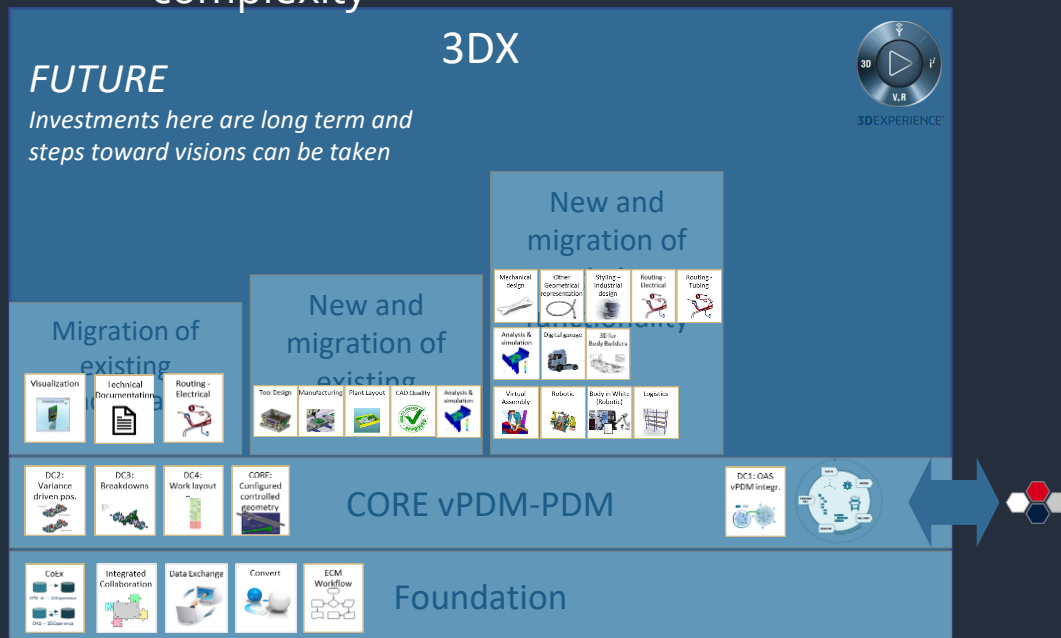 complexity
3DX
FUTURE
Investments here are long term and
steps toward visions can be taken
3D
V.R
3DEXPERIENCE
New and
migration of
Mechanical
design
Other
Geometrical
representation
Styling –
Industrial
design
Routing -
Electrical
Routing -
Tubing
functionality
Analysis &
simulation
Digital garage
3D for
Body Builders
Virtual
Assembly
Robotic
Body in White
(Robotic)
Logistics
New and
migration of
existing
Tool Design
Manufacturing
Plant Layout
CAD Quality
Analysis &
simulation
Migration of
existing
Visualization
Technical
Documentation
Routing -
Electrical
DC2:
Variance
driven pos.
DC3:
Breakdowns
DC4:
Work layout
CORE:
Configured
controlled
geometry
CORE vPDM-PDM
DC1: OAS
vPDM integr.
CoEx
Integrated
Collaboration
Data Exchange
Convert
ECM
Workflow
Foundation